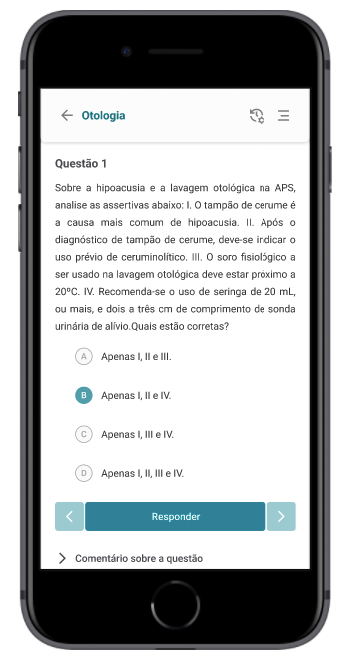 Otologia
Questão 1
Sobre a hipoacusia e a lavagem otológica na APS,
analise as assertivas abaixo: I. O tampão de cerume é
a causa mais comum de hipoacusia. II. Após o
diagnóstico de tampão de cerume, deve-se indicar o
uso prévio de ceruminolítico. III. O soro fisiológico a
ser usado na lavagem otológica deve estar próximo a
20ºC. IV. Recomenda-se o uso de seringa de 20 mL,
ou mais, e dois a três cm de comprimento de sonda
urinária de alívio.Quais estão corretas?
A Apenas I, II e III.
B Apenas I, II e IV.
C Apenas I, III e IV.
D Apenas I, II, III e IV.
Responder
Comentário sobre a questão